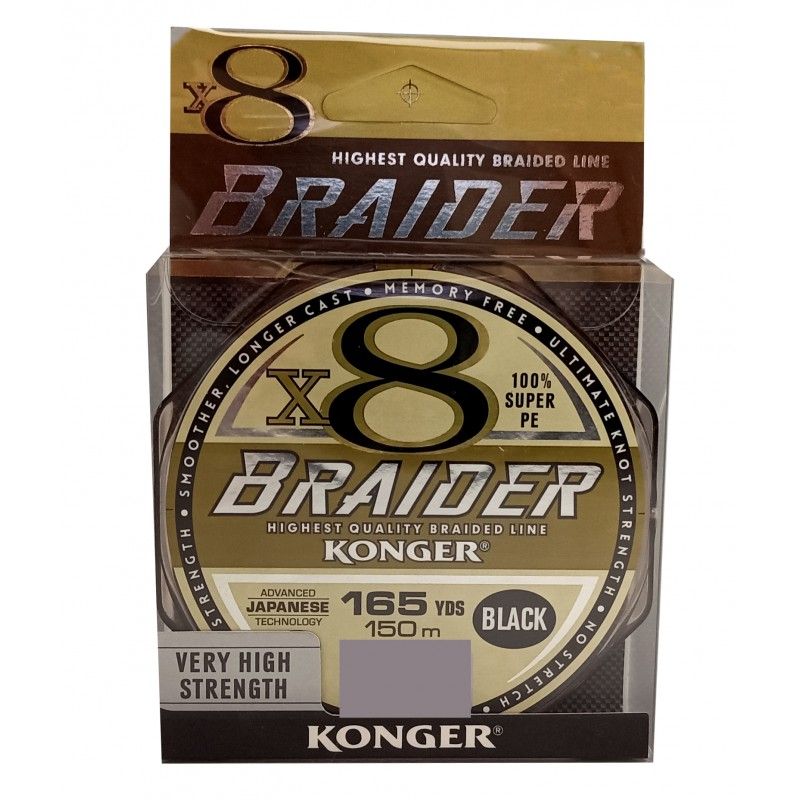 x8
HIGHEST QUALITY BRAIDED LINE
BRAIDER
STRENGTH • SMOOTHER, LONGER CAST • MEMORY FREE • ULTIMATE KNOT STRENGTH • NO STRETCH •
x8
100%
SUPER
PE
BRAIDER
HIGHEST QUALITY BRAIDED LINE
KONGER®
ADVANCED
JAPANESE
TECHNOLOGY
165 YDS
150 m
BLACK
VERY HIGH
STRENGTH
KONGER®